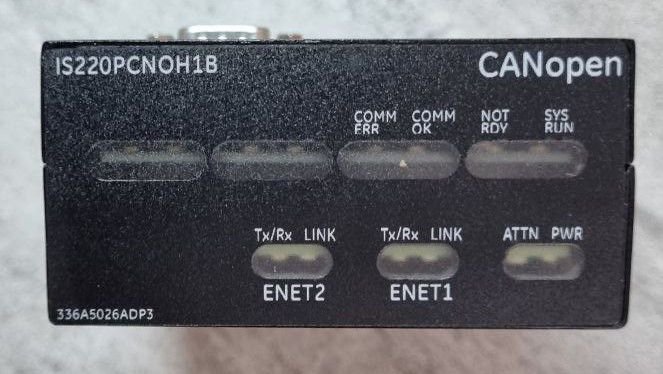 IS220PCNOH1B CANopen
COMM ERR COMM OK NOT RDY SYS RUN
Tx/Rx LINK Tx/Rx LINK ATTN PWR
ENET2 ENET1
336A5026ADP3